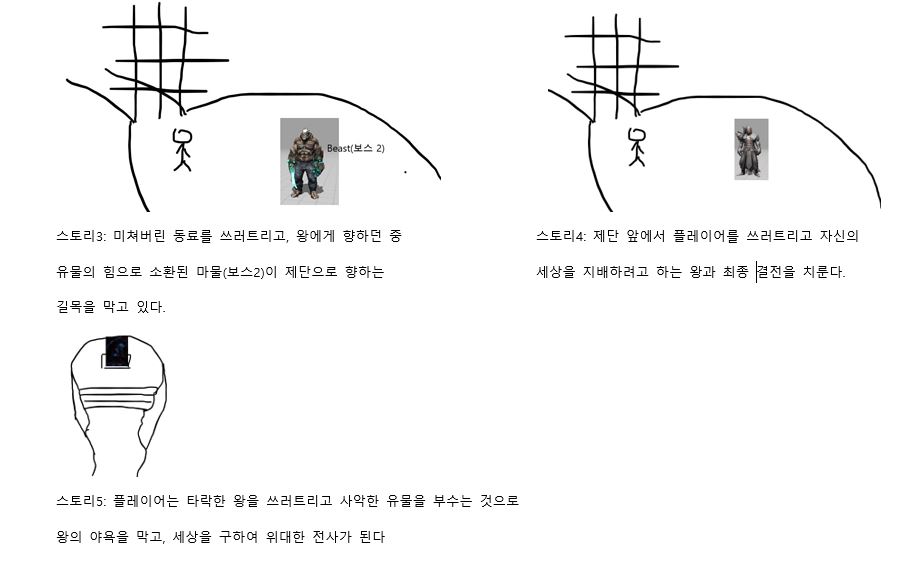 Beast(보스 2)
스토리3: 미쳐버린 동료를 쓰러트리고, 왕에게 향하던 중
유물의 힘으로 소환된 마물(보스2)이 제단으로 향하는
길목을 막고 있다.
스토리4: 제단 앞에서 플레이어를 쓰러트리고 자신의
세상을 지배하려고 하는 왕과 최종 결전을 치룬다.
스토리5: 플레이어는 타락한 왕을 쓰러트리고 사악한 유물을 부수는 것으로
왕의 야욕을 막고, 세상을 구하여 위대한 전사가 된다